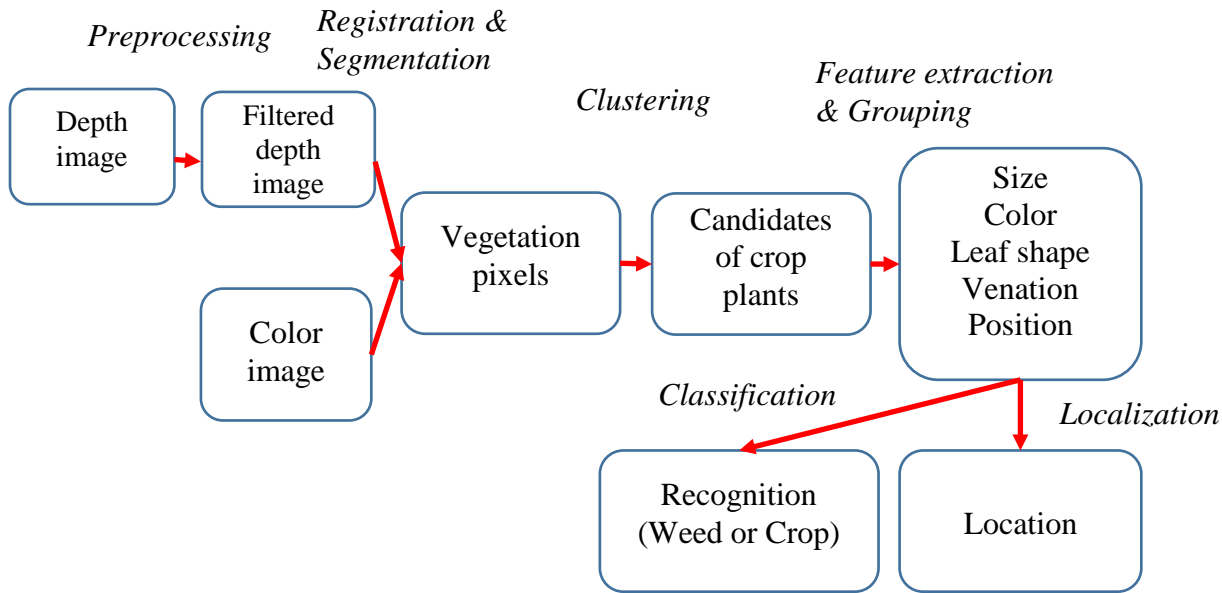 Preprocessing
Registration &
Segmentation
Clustering
Feature extraction
& Grouping
Depth
image
Filtered
depth
image
Color
image
Vegetation
pixels
Candidates
of crop
plants
Size
Color
Leaf shape
Venation
Position
Classification
Localization
Recognition
(Weed or Crop)
Location